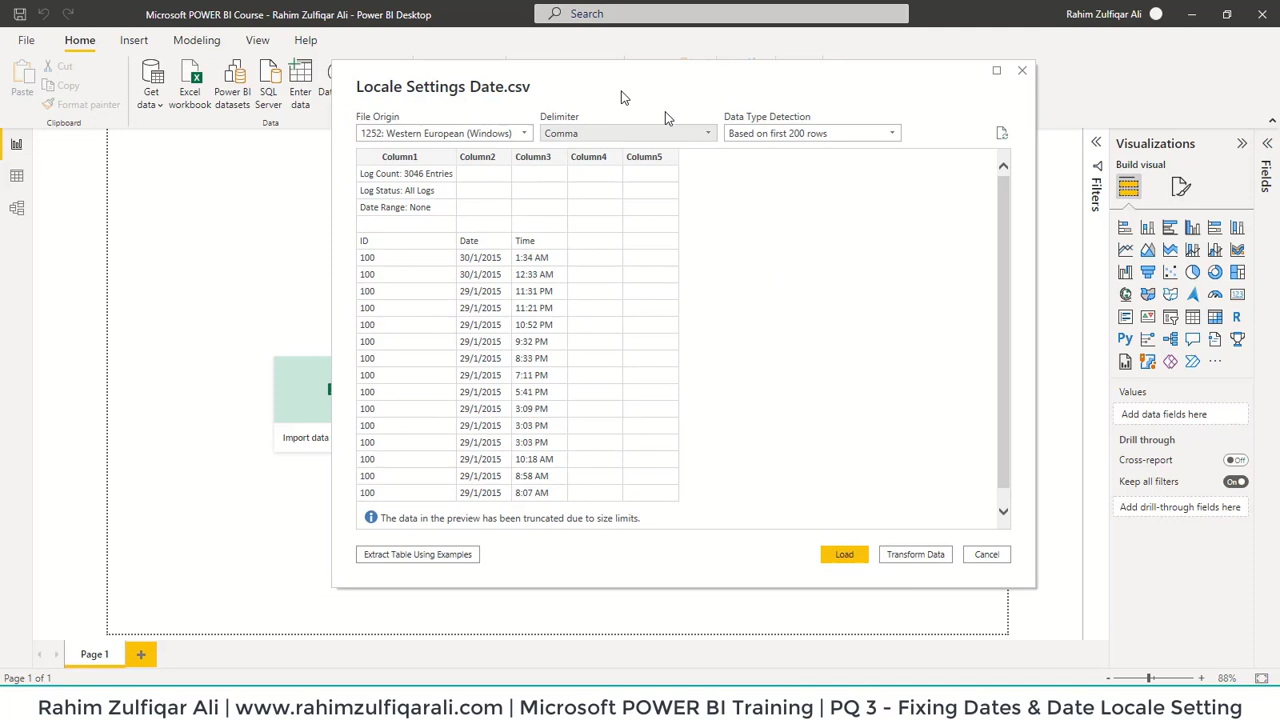 Microsoft POWER BI Course - Rahim Zulfiqar Ali - Power BI Desktop
Search
Rahim Zulfiqar Ali
File
Home
Insert
Modeling
View
Help
Paste
Cut
Copy
Format painter
Clipboard
Get data
Excel workbook
Power BI datasets
SQL Server
Enter data
Data
Locale Settings Date.csv
File Origin
Delimiter
Data Type Detection
1252: Western European (Windows)
Comma
Based on first 200 rows
Column1 Column2 Column3 Column4 Column5
Log Count: 3046 Entries
Log Status: All Logs
Date Range: None
ID Date Time
100 30/1/2015 1:34 AM
100 30/1/2015 12:33 AM
100 29/1/2015 11:31 PM
100 29/1/2015 11:21 PM
100 29/1/2015 10:52 PM
100 29/1/2015 9:32 PM
100 29/1/2015 8:33 PM
100 29/1/2015 7:11 PM
100 29/1/2015 5:41 PM
100 29/1/2015 3:09 PM
100 29/1/2015 3:03 PM
100 29/1/2015 3:03 PM
100 29/1/2015 10:18 AM
100 29/1/2015 8:58 AM
100 29/1/2015 8:07 AM
The data in the preview has been truncated due to size limits.
Extract Table Using Examples
Load
Transform Data
Cancel
Import data
Filters
Visualizations
Build visual
123
R
Py
Values
Add data fields here
Drill through
Cross-report
Off
Keep all filters
On
Add drill-through fields here
Fields
Page 1
Page 1 of 1
88%
Rahim Zulfiqar Ali | www.rahimzulfiqarali.com | Microsoft POWER BI Training | PQ 3 - Fixing Dates & Date Locale Setting